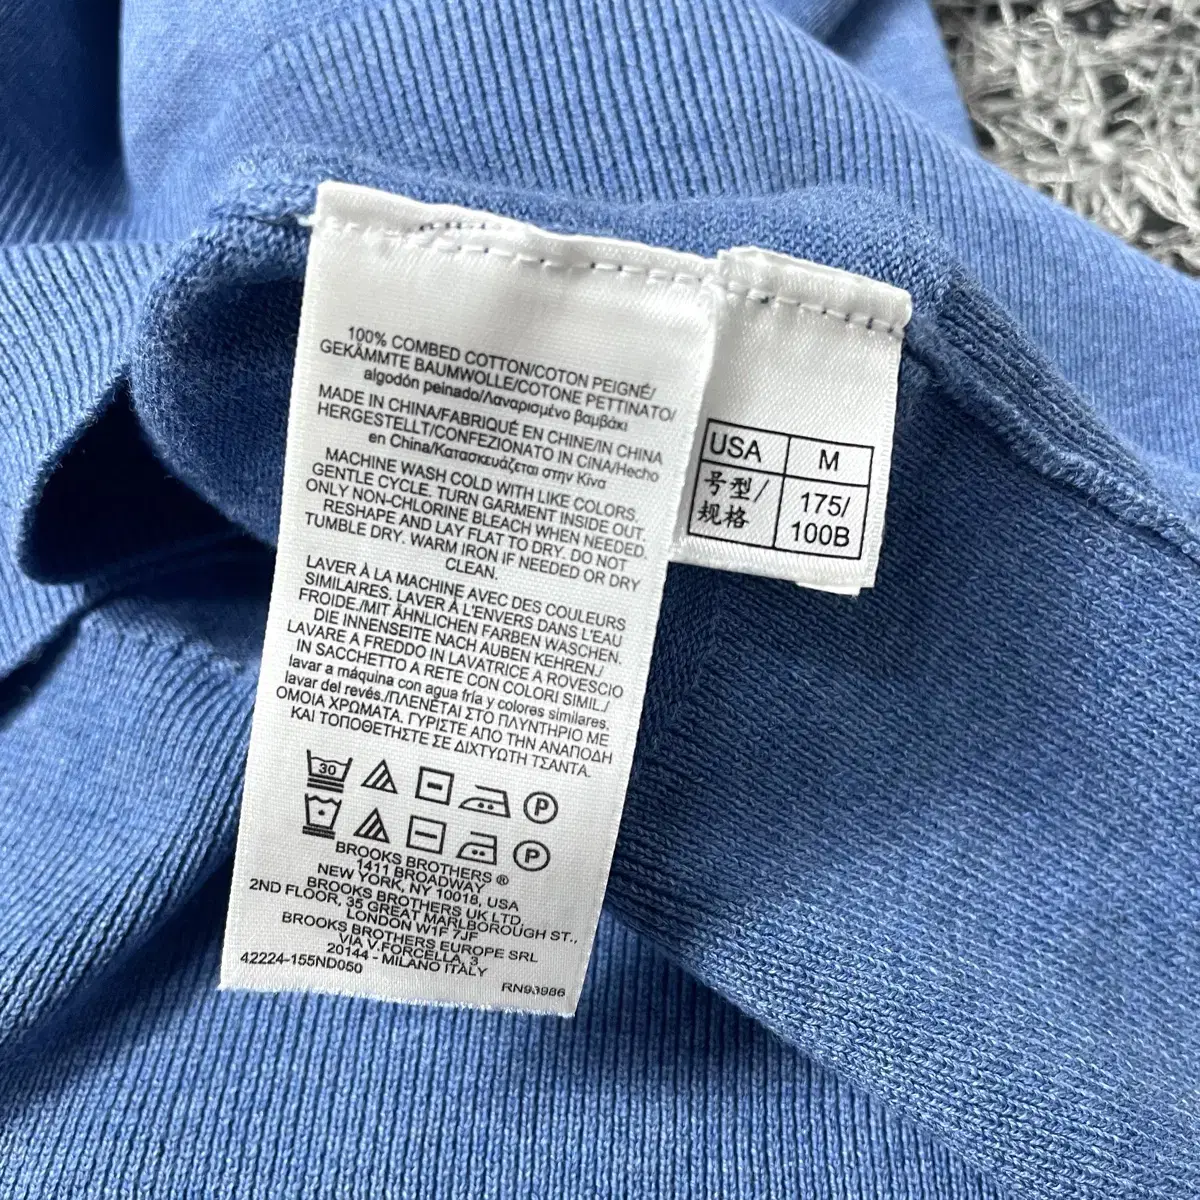 100% COMBED COTTON/COTON PEIGNÉ/
GEKÄMMTE BAUMWOLLE/COTONE PETTINATO/
algodón peinado/Λαναρισμένο βαμβάκι
MADE IN CHINA/FABRIQUÉ EN CHINE/IN CHINA
HERGESTELLT/CONFEZIONATO IN CINA/Hecho
en China/Κατασκευάζεται στην Κίνα
MACHINE WASH COLD WITH LIKE COLORS,
GENTLE CYCLE. TURN GARMENT INSIDE OUT.
ONLY NON-CHLORINE BLEACH WHEN NEEDED.
RESHAPE AND LAY FLAT TO DRY. DO NOT
TUMBLE DRY. WARM IRON IF NEEDED OR DRY
CLEAN.
LAVER À LA MACHINE AVEC DES COULEURS
SIMILAIRES. LAVER À L'ENVERS DANS L'EAU
FROIDE./MIT ÄHNLICHEN FARBEN WASCHEN.
DIE INNENSEITE NACH AUBEN KEHREN./
LAVARE A FREDDO IN LAVATRICE A ROVESCIO
IN SACCHETTO A RETE CON COLORI SIMIL./
lavar a máquina con agua fría y colores similares.
lavar del revés./ΠΛΕΝΕΤΑΙ ΣΤΟ ΠΛΥΝΤΗΡΙΟ ΜΕ
ΟΜΟΙΑ ΧΡΩΜΑΤΑ. ΓΥΡΙΣΤΕ ΑΠΟ ΤΗΝ ΑΝΑΠΟΔΗ
ΚΑΙ ΤΟΠΟΘΕΤΗΣΤΕ ΣΕ ΔΙΧΤΥΩΤΗ ΤΣΑΝΤΑ.
30 P
P
BROOKS BROTHERS ®
1411 BROADWAY
NEW YORK, NY 10018, USA
BROOKS BROTHERS UK LTD.
2ND FLOOR, 35 GREAT MARLBOROUGH ST.,
LONDON W1F 7JF
BROOKS BROTHERS EUROPE SRL
VIA V.FORCELLA, 3
20144 - MILANO ITALY
42224-155ND050
RN93986
USA M
号型/ 175/
规格 100B